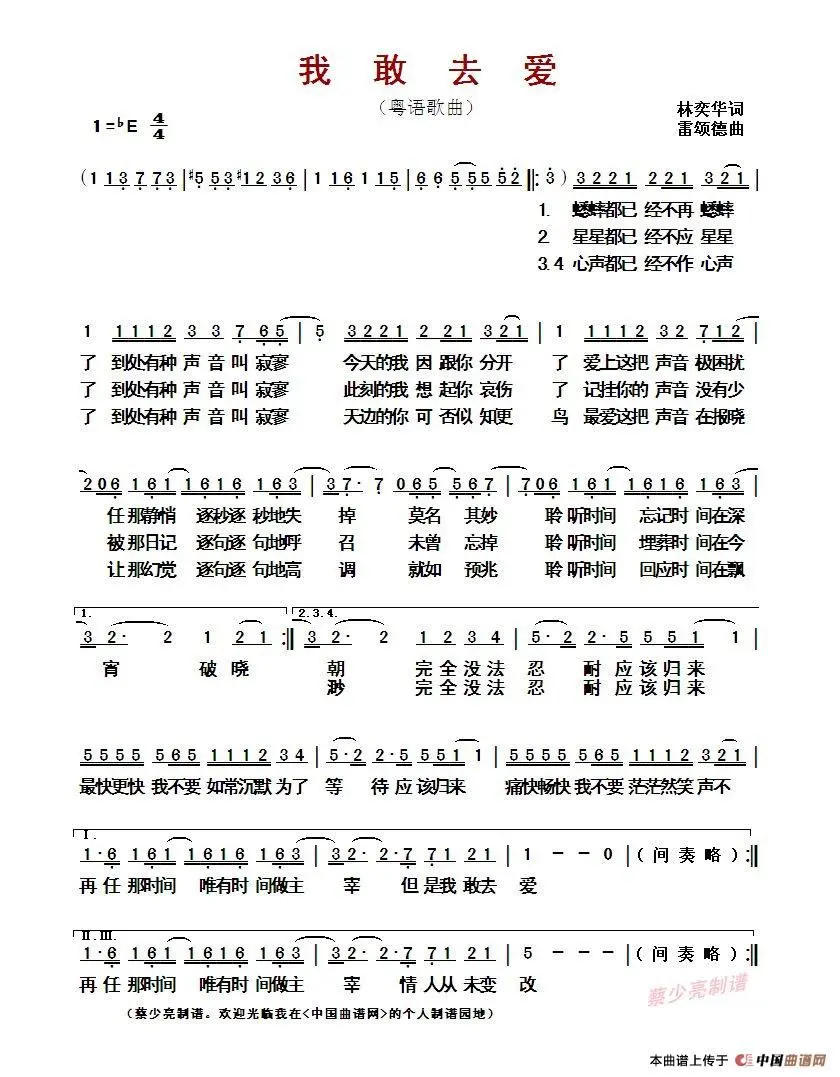 我 敢 去 爱
（粤语歌曲）
林奕华词
雷颂德曲
1=♭E 4/4
(1 1 3 7 7 3|♯5 5 3 ♯1 2 3 6|1 1 6 1 1 5|6 6 5 5 5 5 2‖: 3) 3 2 2 1 2 2 1 3 2 1|
1. 蟋蟀都已 经不再 蟋蟀
2. 星星都已 经不应 星星
3.4 心声都已 经不作 心声
1 1 1 1 2 3 3 7 6 5|5 3 2 2 1 2 2 1 3 2 1|1 1 1 1 2 3 2 7 1 2|
了 到处有种 声 音 叫 寂寥 今天的我 因 跟你 分开 了 爱上这把 声音 极困扰
了 到处有种 声 音 叫 寂寥 此刻的我 想 起你 哀伤 了 记挂你的 声音 没有少
了 到处有种 声 音 叫 寂寥 天边的你 可 否似 知更 鸟 最爱这把 声音 在报晓
2 0 6 1 6 1 1 6 1 6 1 6 3|3 7· 7 0 6 5 5 6 7|7 0 6 1 6 1 1 6 1 6 1 6 3|
任 那静悄 逐秒逐 秒地失 掉 莫名 其妙 聆 听时间 忘记时 间在深
被 那日记 逐句逐 句地呼 召 未曾 忘掉 聆 听时间 埋葬时 间在今
让 那幻觉 逐句逐 句地高 调 就如 预兆 聆 听时间 回应时 间在飘
1. 2.3.4.
3 2· 2 1 2 1:‖3 2· 2 1 2 3 4|5· 2 2· 5 5 5 1 1|
宵 破晓 朝 完全没法 忍 耐应该归来
渺 完全没法 忍 耐应该归来
5 5 5 5 5 6 5 1 1 1 2 3 4|5· 2 2· 5 5 5 1 1|5 5 5 5 5 6 5 1 1 1 2 3 2 1|
最快更快 我不要 如常沉默 为了 等 待应该归来 痛快畅快 我不要 茫茫然笑 声不
Ⅰ.
1· 6 1 6 1 1 6 1 6 1 6 3|3 2· 2· 7 7 1 2 1|1 － － 0|(间奏略):‖
再 任 那时间 唯有时 间做主 宰 但 是我 敢去 爱
Ⅱ.Ⅲ.
1· 6 1 6 1 1 6 1 6 1 6 3|3 2· 2· 7 7 1 2 1|5 － － －|(间奏略):‖
再 任 那时间 唯有时 间做主 宰 情 人从 未变 改
（蔡少亮制谱。欢迎光临我在<中国曲谱网>的个人制谱园地）
蔡少亮制谱
本曲谱上传于 中国曲谱网